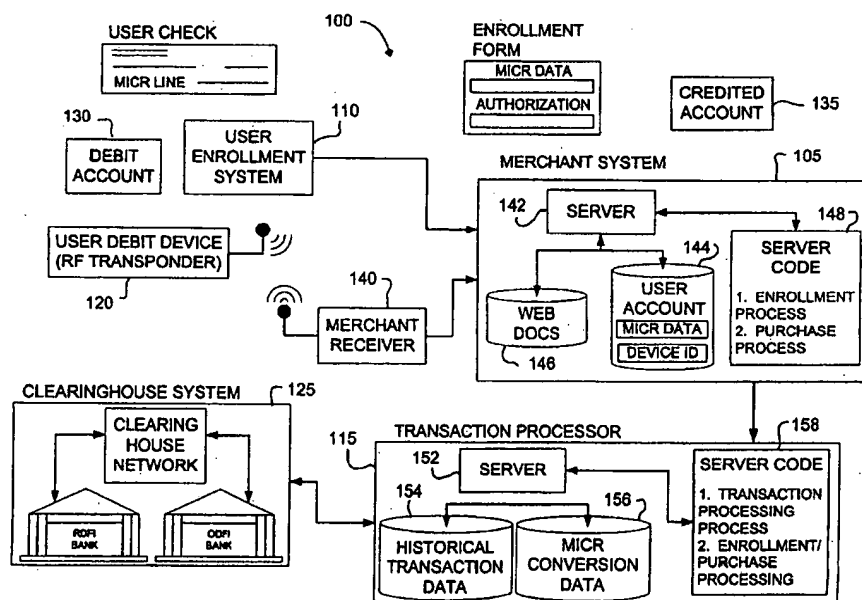 USER CHECK
MICR LINE
100
ENROLLMENT
FORM
MICR DATA
AUTHORIZATION
CREDITED
ACCOUNT
135
130
DEBIT
ACCOUNT
110
USER
ENROLLMENT
SYSTEM
MERCHANT SYSTEM
105
142
SERVER
148
SERVER
CODE
1. ENROLLMENT
PROCESS
2. PURCHASE
PROCESS
144
USER
ACCOUNT
MICR DATA
DEVICE ID
WEB
DOCS
146
USER DEBIT DEVICE
(RF TRANSPONDER)
120
140
MERCHANT
RECEIVER
CLEARINGHOUSE SYSTEM
125
CLEARING
HOUSE
NETWORK
RDFI
BANK
ODFI
BANK
TRANSACTION PROCESSOR
115
152
SERVER
158
SERVER CODE
1. TRANSACTION
PROCESSING
PROCESS
2. ENROLLMENT/
PURCHASE
PROCESSING
154
HISTORICAL
TRANSACTION
DATA
156
MICR
CONVERSION
DATA